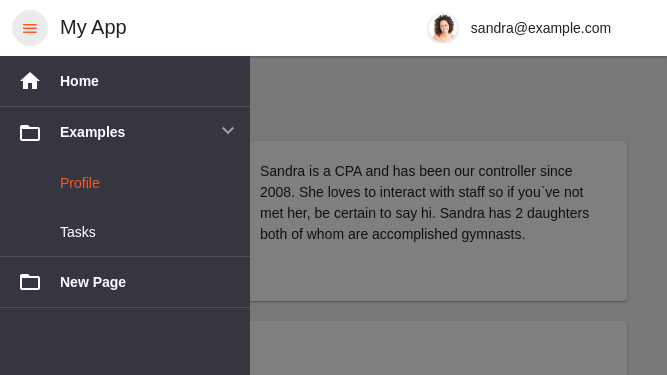 My App
sandra@example.com
Home
Examples
Profile
Tasks
New Page
Sandra is a CPA and has been our controller since
2008. She loves to interact with staff so if you`ve not
met her, be certain to say hi. Sandra has 2 daughters
both of whom are accomplished gymnasts.